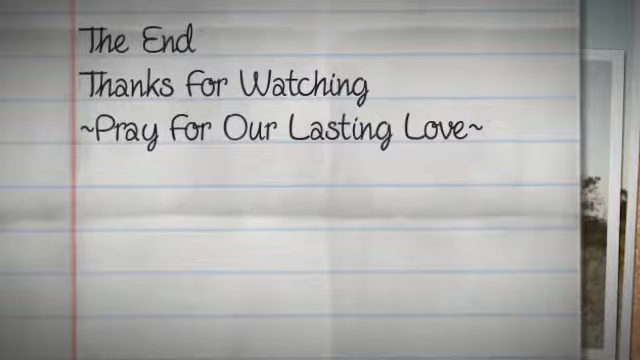 The End
Thanks For Watching
~Pray For Our Lasting Love~